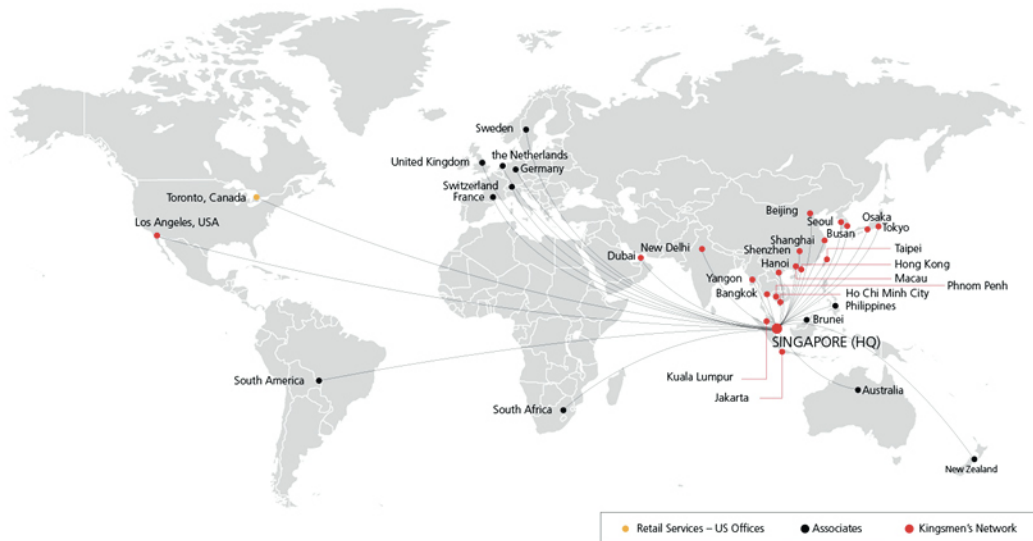 Sweden
the Netherlands
United Kingdom
Germany
Switzerland
France
Toronto, Canada
Los Angeles, USA
Beijing
Seoul
Osaka
Busan
Tokyo
Shanghai
Shenzhen
Taipei
New Delhi
Dubai
Hanoi
Hong Kong
Yangon
Macau
Phnom Penh
Bangkok
Ho Chi Minh City
Philippines
Brunei
SINGAPORE (HQ)
Kuala Lumpur
Jakarta
South America
Australia
South Africa
New Zealand
Retail Services – US Offices
Associates
Kingsmen's Network